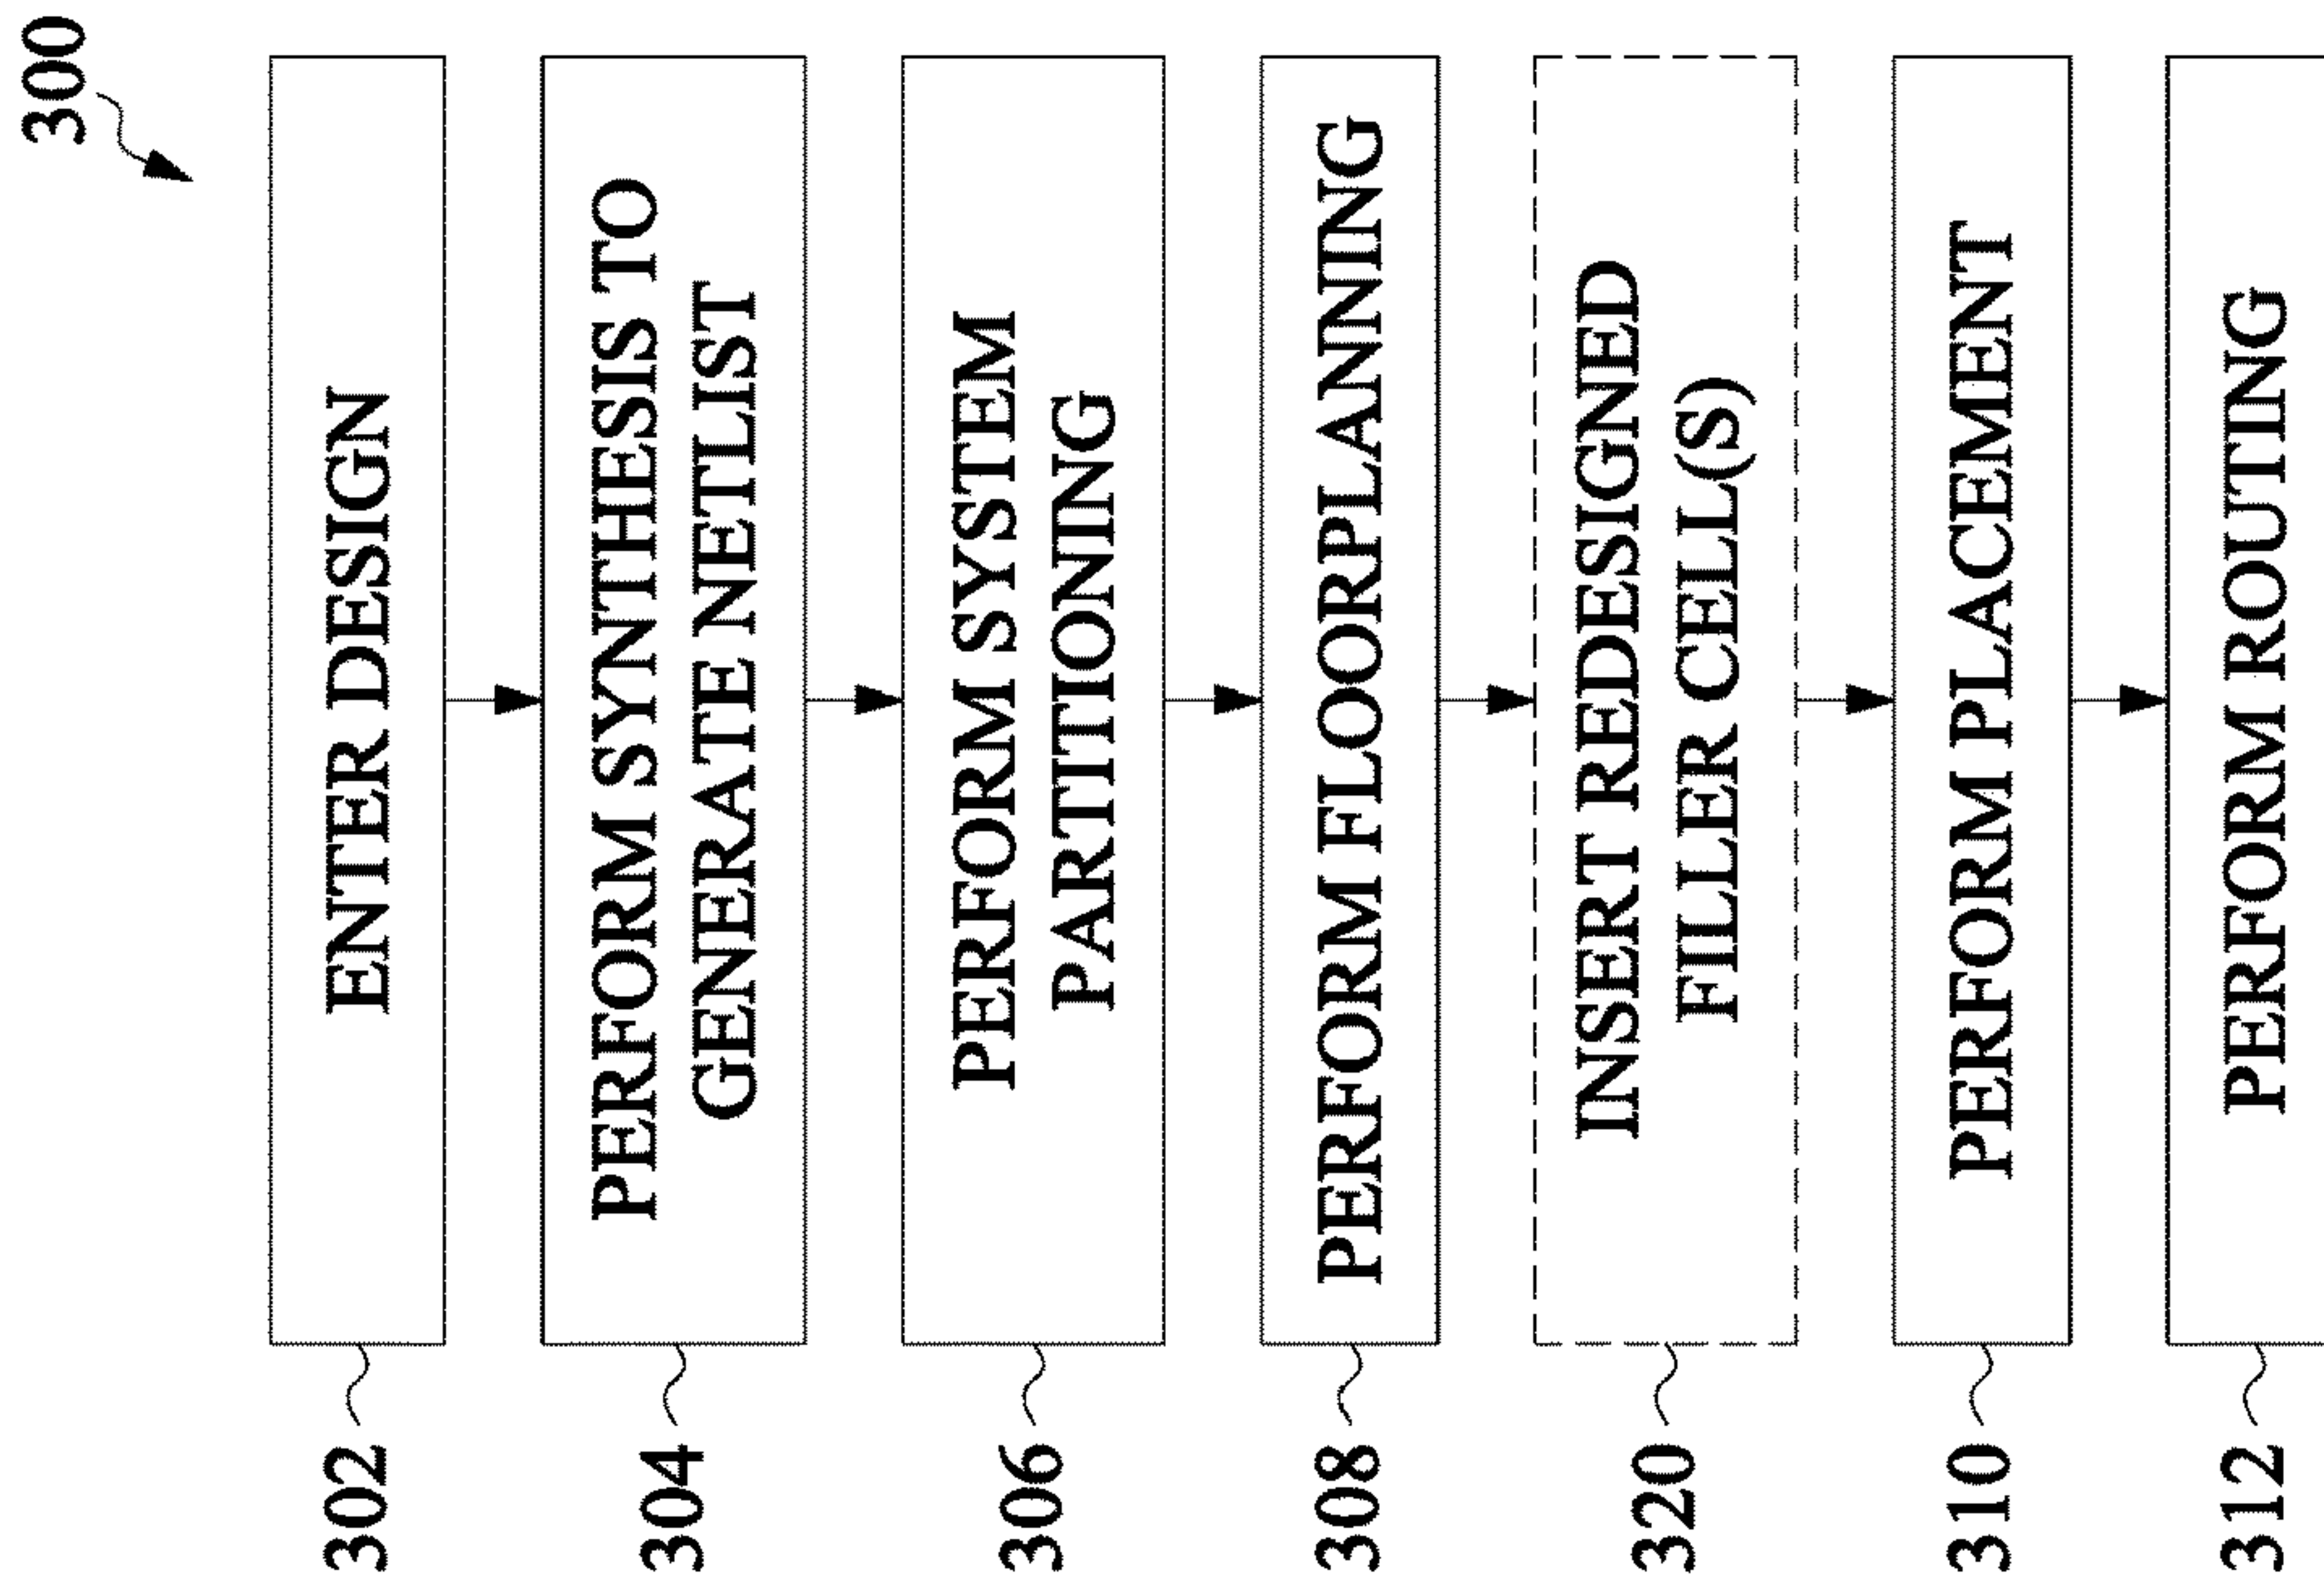 300
302
ENTER DESIGN
304
PERFORM SYNTHESIS TO
GENERATE NETLIST
306
PERFORM SYSTEM
PARTITIONING
308
PERFORM FLOORPLANNING
320
INSERT REDESIGNED
FILLER CELL(S)
310
PERFORM PLACEMENT
312
PERFORM ROUTING